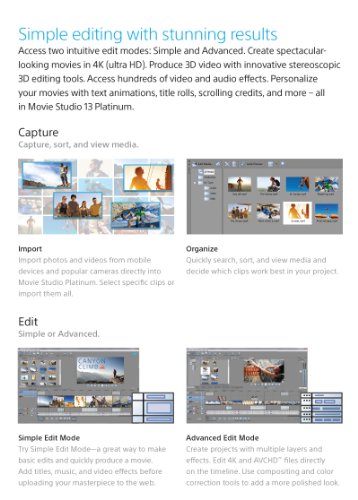 Simple editing with stunning results
Access two intuitive edit modes: Simple and Advanced. Create spectacular-
looking movies in 4K (ultra HD). Produce 3D video with innovative stereoscopic
3D editing tools. Access hundreds of video and audio effects. Personalize
your movies with text animations, title rolls, scrolling credits, and more – all
in Movie Studio 13 Platinum.
Capture
Capture, sort, and view media.
Import
Import photos and videos from mobile
devices and popular cameras directly into
Movie Studio Platinum. Select specific clips or
import them all.
Organize
Quickly search, sort, and view media and
decide which clips work best in your project.
Edit
Simple or Advanced.
CANYON
CLIMB
Simple Edit Mode
Try Simple Edit Mode—a great way to make
basic edits and quickly produce a movie.
Add titles, music, and video effects before
uploading your masterpiece to the web.
Advanced Edit Mode
Create projects with multiple layers and
effects. Edit 4K and AVCHD™ files directly
on the timeline. Use compositing and color
correction tools to add a more polished look.